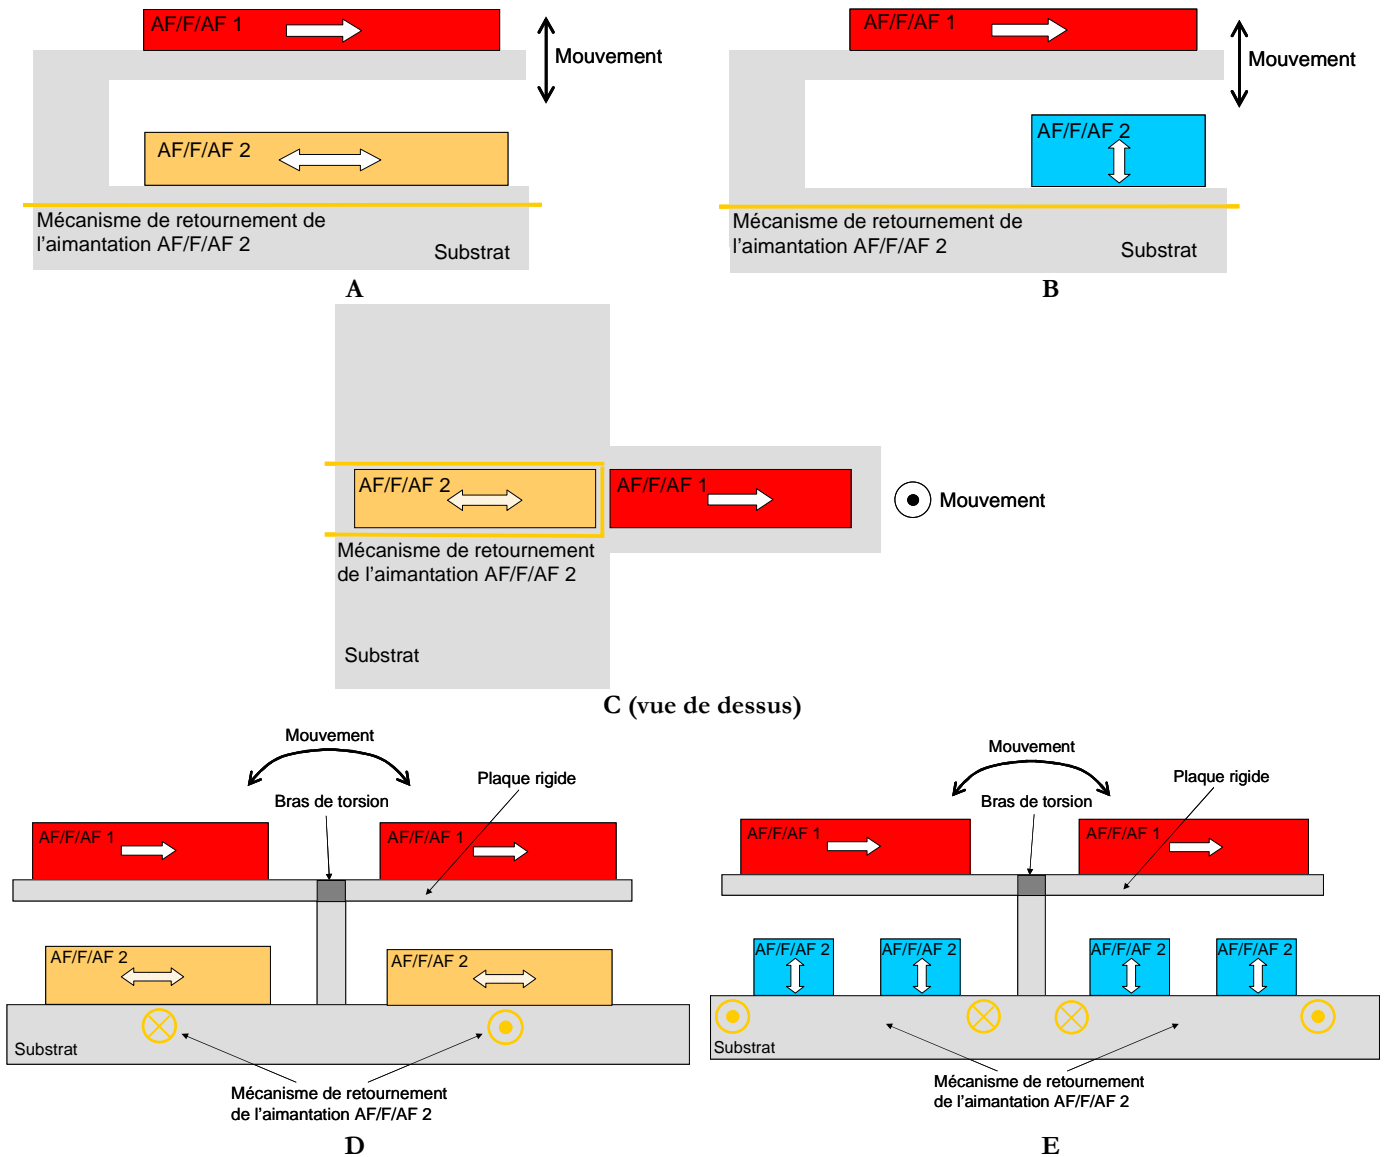 AF/F/AF 1
Mouvement
AF/F/AF 2
Mécanisme de retournement de
l'aimantation AF/F/AF 2
Substrat
A
AF/F/AF 1
Mouvement
AF/F/AF 2
Mécanisme de retournement de
l'aimantation AF/F/AF 2
Substrat
B
AF/F/AF 2
AF/F/AF 1
Mouvement
Mécanisme de retournement
de l'aimantation AF/F/AF 2
Substrat
C (vue de dessus)
Mouvement
Plaque rigide
Bras de torsion
AF/F/AF 1
AF/F/AF 1
AF/F/AF 2
AF/F/AF 2
Substrat
Mécanisme de retournement
de l'aimantation AF/F/AF 2
D
Mouvement
Plaque rigide
Bras de torsion
AF/F/AF 1
AF/F/AF 1
AF/F/AF 2
AF/F/AF 2
AF/F/AF 2
AF/F/AF 2
Substrat
Mécanisme de retournement
de l'aimantation AF/F/AF 2
E